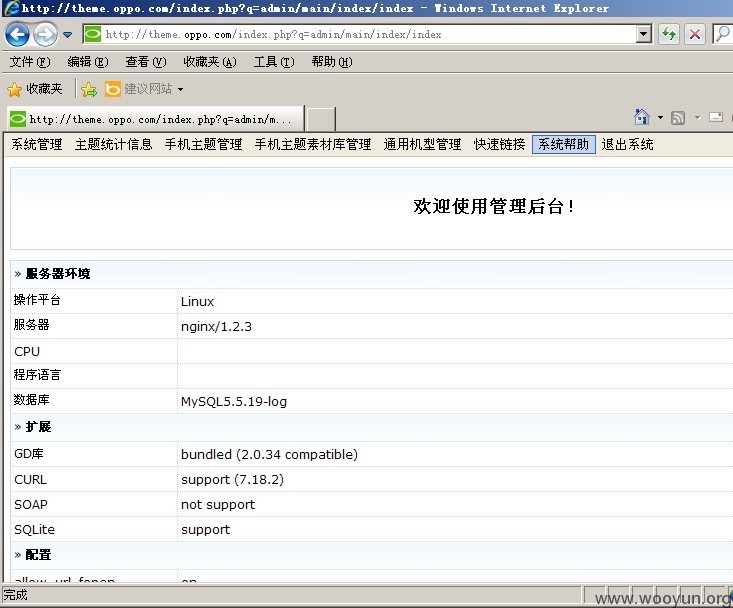 http://theme.oppo.com/index.php?q=admin/main/index/index - Windows Internet Explorer
http://theme.oppo.com/index.php?q=admin/main/index/index
文件(F) 编辑(E) 查看(V) 收藏夹(A) 工具(T) 帮助(H)
收藏夹 建议网站
http://theme.oppo.com/index.php?q=admin/m...
系统管理 主题统计信息 手机主题管理 手机主题素材库管理 通用机型管理 快速链接 系统帮助 退出系统
欢迎使用管理后台!
» 服务器环境
操作平台 Linux
服务器 nginx/1.2.3
CPU
程序语言
数据库 MySQL5.5.19-log
» 扩展
GD库 bundled (2.0.34 compatible)
CURL support (7.18.2)
SOAP not support
SQLite support
» 配置
allow_url_fopen on
完成
www.wooyun.org